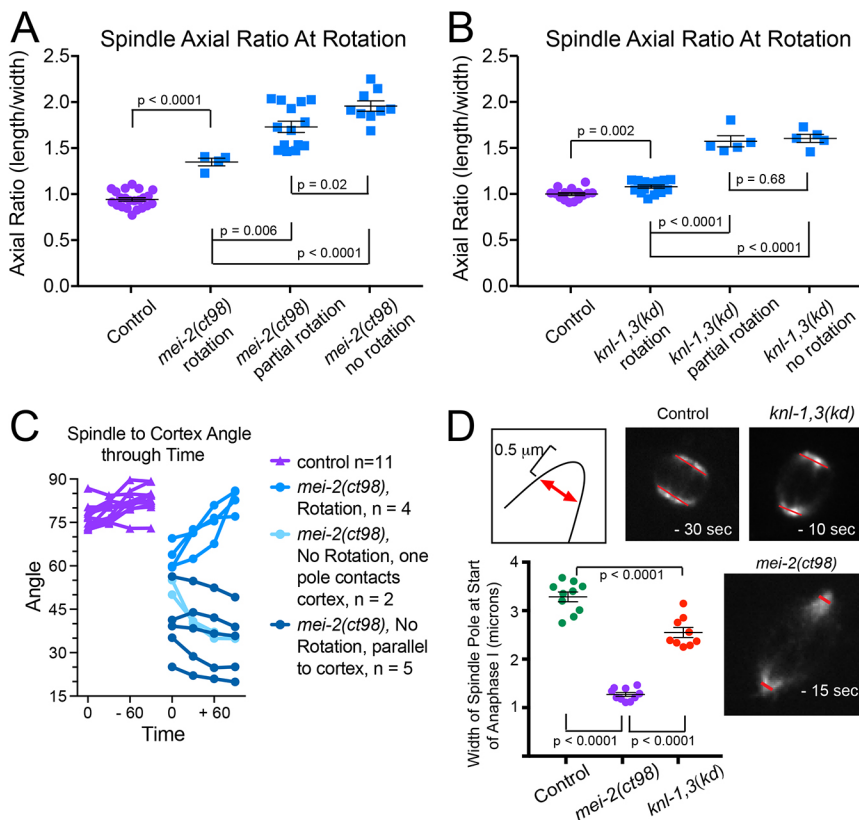 A
Spindle Axial Ratio At Rotation
Axial Ratio (length/width)
2.5
2.0
1.5
1.0
0.5
0.0
p < 0.0001
p = 0.02
p = 0.006
p < 0.0001
Control
mei-2(ct98)
rotation
mei-2(ct98)
partial rotation
mei-2(ct98)
no rotation
B
Spindle Axial Ratio At Rotation
Axial Ratio (length/width)
2.5
2.0
1.5
1.0
0.5
0.0
p = 0.002
p = 0.68
p < 0.0001
p < 0.0001
Control
knl-1,3(kd)
rotation
knl-1,3(kd)
partial rotation
knl-1,3(kd)
no rotation
C
Spindle to Cortex Angle
through Time
Angle
90
75
60
45
30
15
0 - 60 0 + 60
Time
control n=11
mei-2(ct98),
Rotation, n = 4
mei-2(ct98),
No Rotation, one
pole contacts
cortex, n = 2
mei-2(ct98), No
Rotation, parallel
to cortex, n = 5
D
0.5 μm
Control
- 30 sec
knl-1,3(kd)
- 10 sec
mei-2(ct98)
- 15 sec
Width of Spindle Pole at Start
of Anaphase I (microns)
4
3
2
1
p < 0.0001
p < 0.0001
p < 0.0001
Control
mei-2(ct98)
knl-1,3(kd)